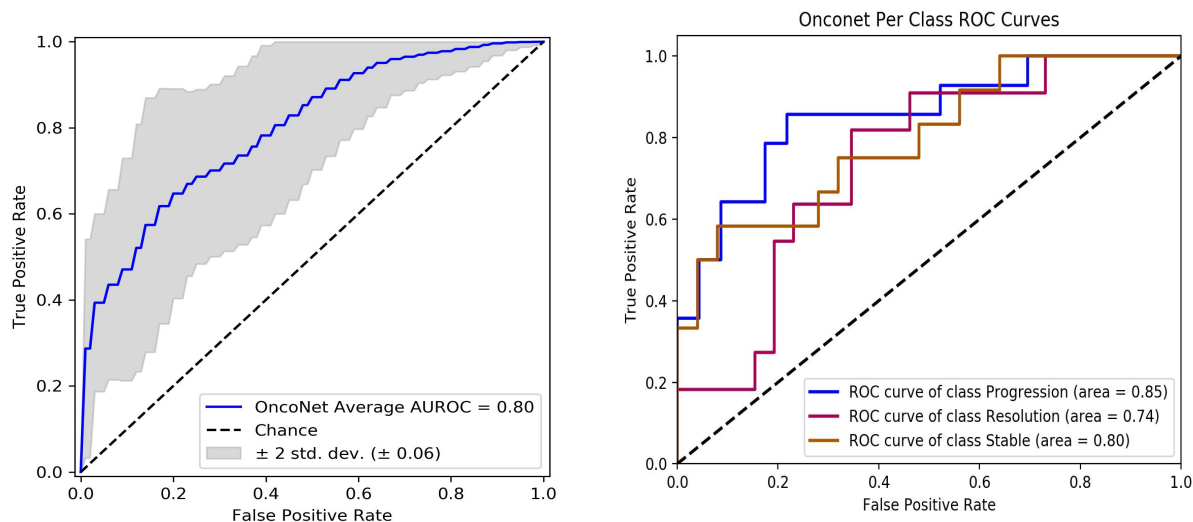 1.0
0.8
0.6
0.4
0.2
0.0
True Positive Rate
OncoNet Average AUROC = 0.80
Chance
± 2 std. dev. (± 0.06)
0.0 0.2 0.4 0.6 0.8 1.0
False Positive Rate
Onconet Per Class ROC Curves
1.0
0.8
0.6
0.4
0.2
0.0
True Positive Rate
ROC curve of class Progression (area = 0.85)
ROC curve of class Resolution (area = 0.74)
ROC curve of class Stable (area = 0.80)
0.0 0.2 0.4 0.6 0.8 1.0
False Positive Rate